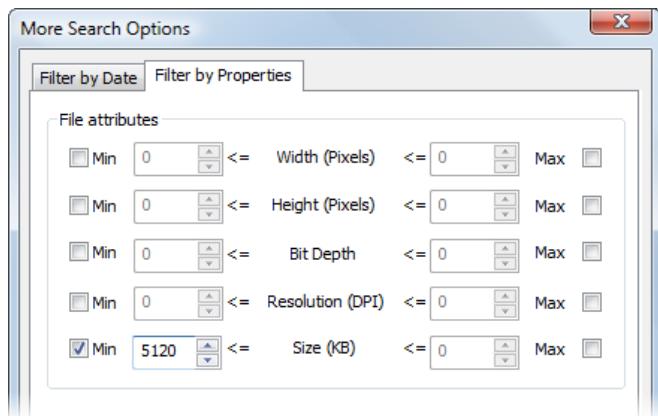 More Search Options
Filter by Date Filter by Properties
File attributes
Min 0 <= Width (Pixels) <= 0 Max
Min 0 <= Height (Pixels) <= 0 Max
Min 0 <= Bit Depth <= 0 Max
Min 0 <= Resolution (DPI) <= 0 Max
Min 5120 <= Size (KB) <= 0 Max